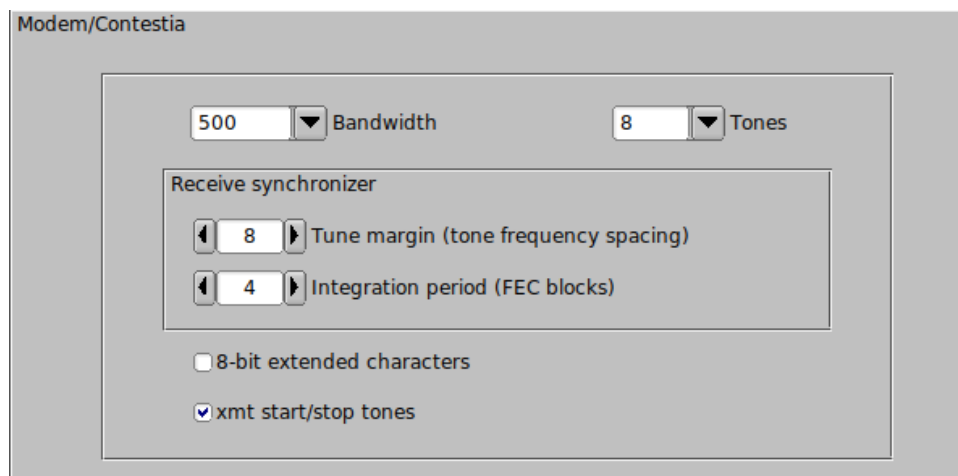 Modem/Contestia
500 Bandwidth 8 Tones
Receive synchronizer
8 Tune margin (tone frequency spacing)
4 Integration period (FEC blocks)
8-bit extended characters
xmt start/stop tones